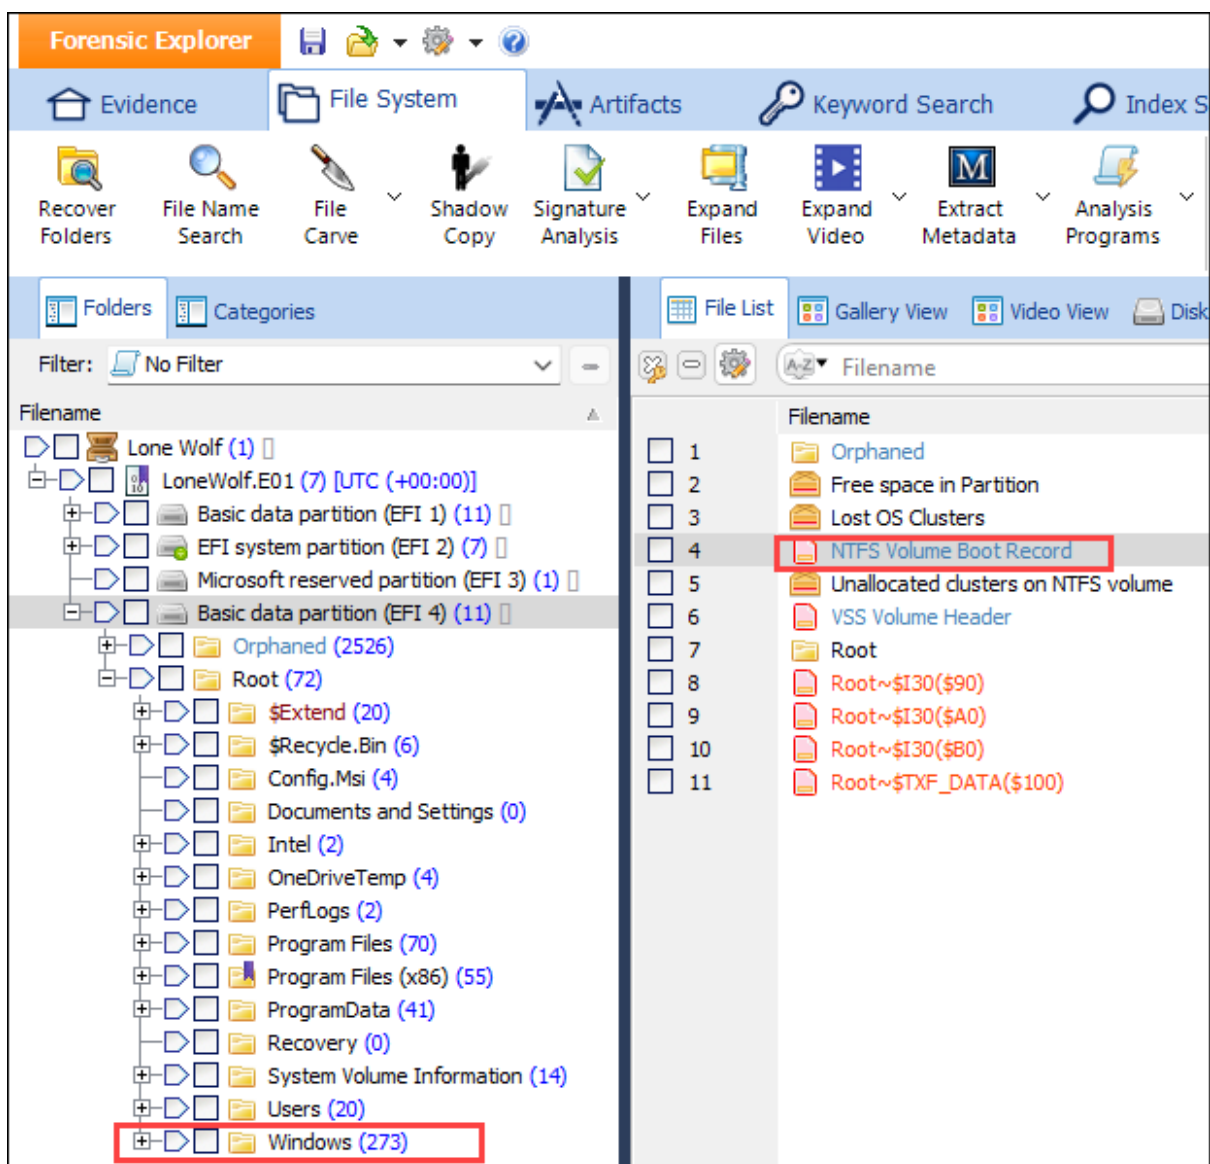 Forensic Explorer
Evidence File System Artifacts Keyword Search Index S
Recover Folders File Name Search File Carve Shadow Copy Signature Analysis Expand Files Expand Video Extract Metadata Analysis Programs
Folders Categories
Filter: No Filter
Filename
Lone Wolf (1)
LoneWolf.E01 (7) [UTC (+00:00)]
Basic data partition (EFI 1) (11)
EFI system partition (EFI 2) (7)
Microsoft reserved partition (EFI 3) (1)
Basic data partition (EFI 4) (11)
Orphaned (2526)
Root (72)
$Extend (20)
$Recycle.Bin (6)
Config.Msi (4)
Documents and Settings (0)
Intel (2)
OneDriveTemp (4)
PerfLogs (2)
Program Files (70)
Program Files (x86) (55)
ProgramData (41)
Recovery (0)
System Volume Information (14)
Users (20)
Windows (273)
File List Gallery View Video View Disk
A-Z Filename
Filename
1 Orphaned
2 Free space in Partition
3 Lost OS Clusters
4 NTFS Volume Boot Record
5 Unallocated clusters on NTFS volume
6 VSS Volume Header
7 Root
8 Root~$I30($90)
9 Root~$I30($A0)
10 Root~$I30($B0)
11 Root~$TXF_DATA($100)